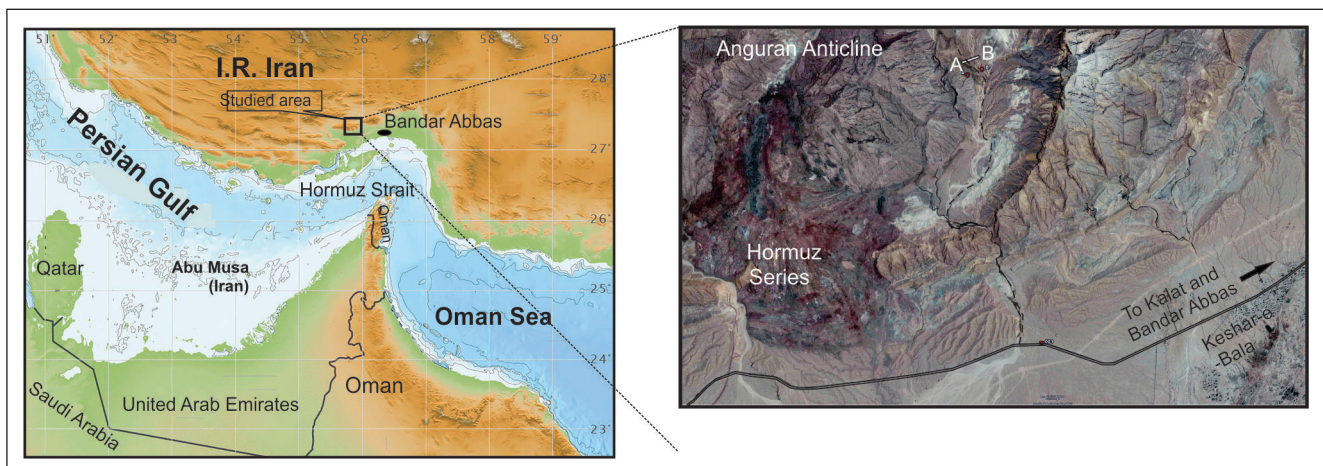 51°
52°
53°
54°
55°
56°
57°
58°
59°
I.R. Iran
28°
Studied area
Bandar Abbas
27°
Persian Gulf
Hormuz Strait
Oman
26°
Qatar
Abu Musa
(Iran)
25°
Oman Sea
24°
Oman
United Arab Emirates
Saudi Arabia
23°
Anguran Anticline
A
B
Hormuz
Series
To Kalat and
Bandar Abbas
Keshar-e
-Bala